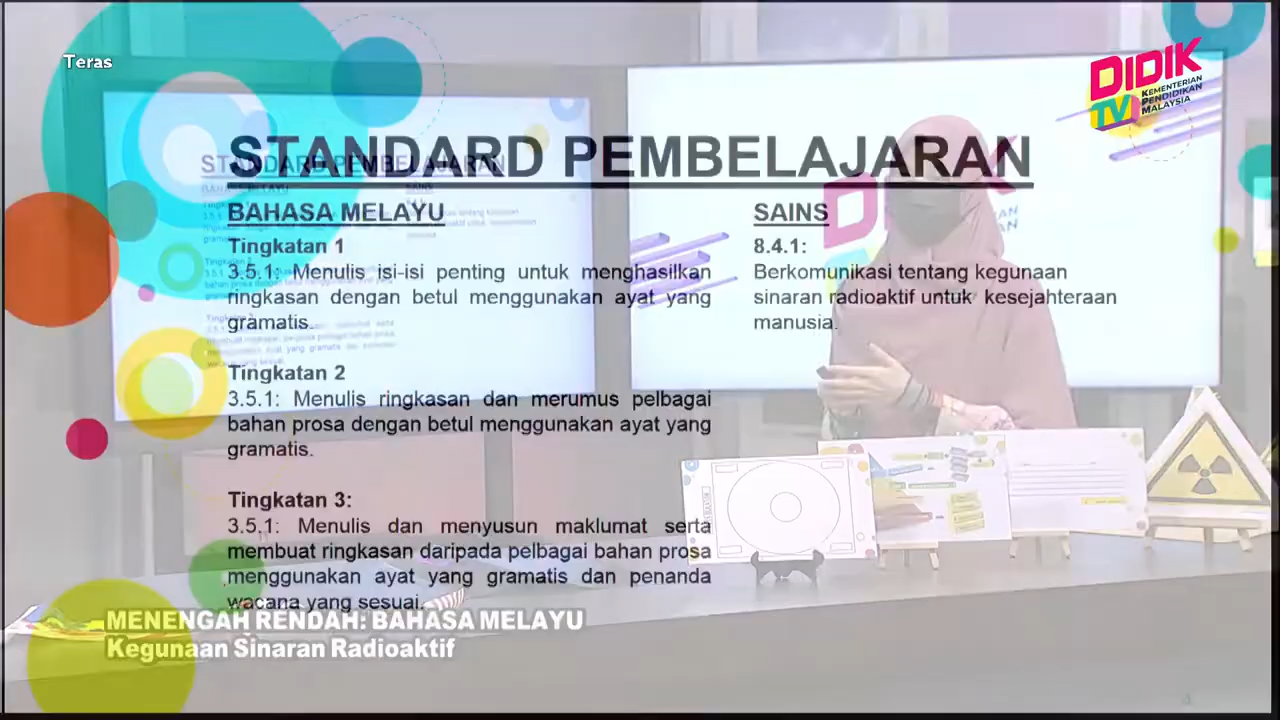 Teras
DIDIK
TV
KEMENTERIAN
PENDIDIKAN
MALAYSIA
STANDARD PEMBELAJARAN
BAHASA MELAYU
Tingkatan 1
3.5.1: Menulis isi-isi penting untuk menghasilkan
ringkasan dengan betul menggunakan ayat yang
gramatis.
Tingkatan 2
3.5.1: Menulis ringkasan dan merumus pelbagai
bahan prosa dengan betul menggunakan ayat yang
gramatis.
Tingkatan 3:
3.5.1: Menulis dan menyusun maklumat serta
membuat ringkasan daripada pelbagai bahan prosa
menggunakan ayat yang gramatis dan penanda
wacana yang sesuai.
SAINS
8.4.1:
Berkomunikasi tentang kegunaan
sinaran radioaktif untuk kesejahteraan
manusia.
STANDARD PEMBELAJARAN
MENENGAH RENDAH: BAHASA MELAYU
Kegunaan Sinaran Radioaktif
4